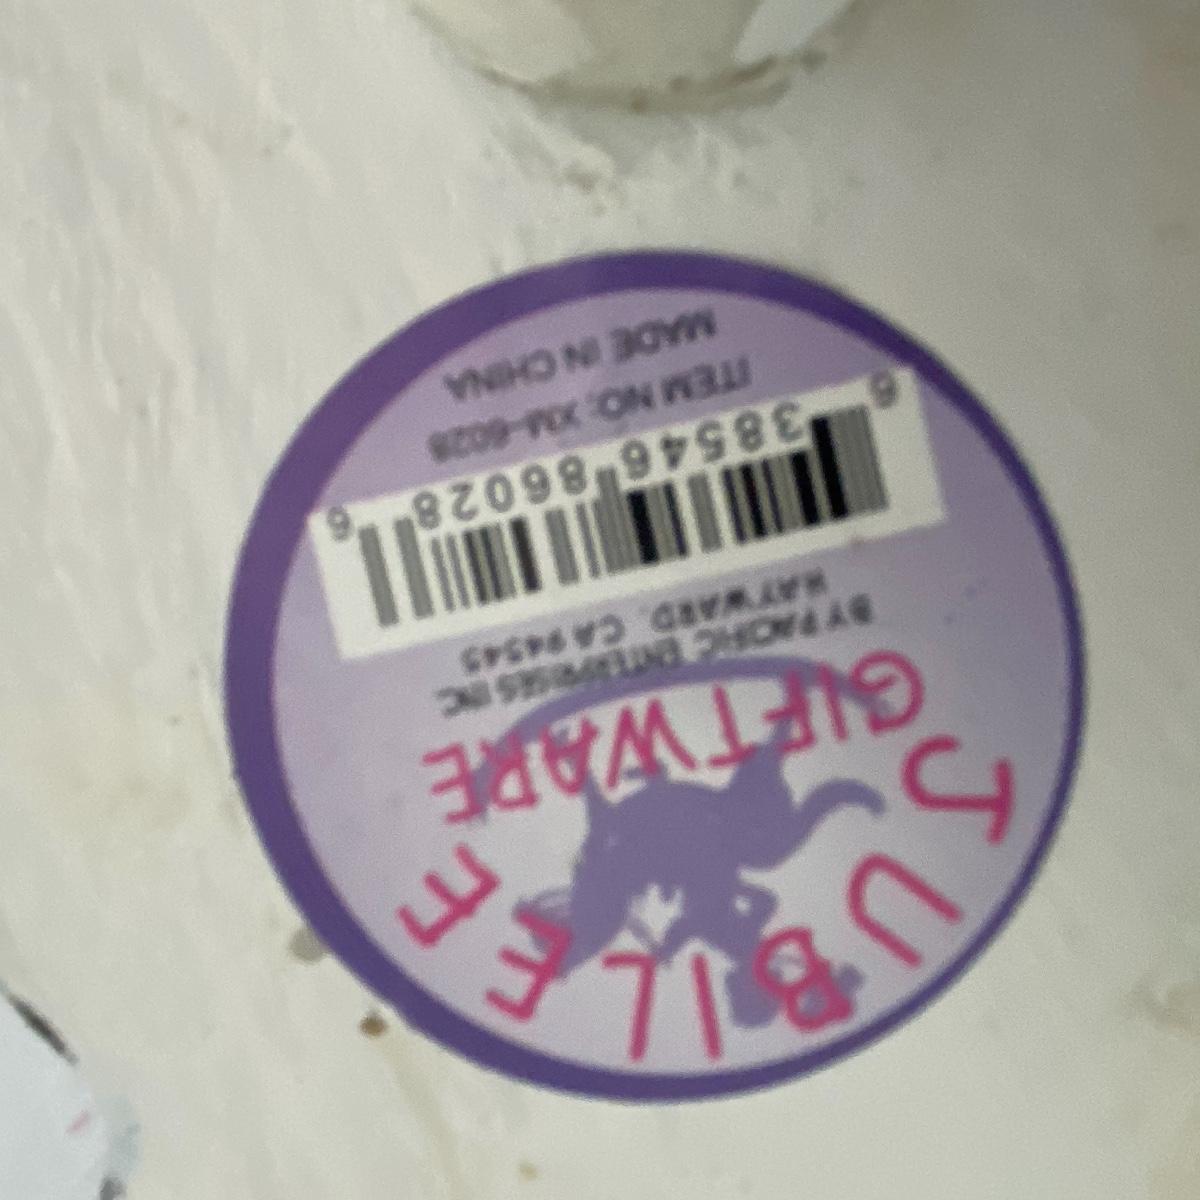 JUBILEE
GIFTWARE
BY PACIFIC ENTERPRISES INC.
HAYWARD, CA 94545
6 38546 86028 6
ITEM NO: XM-6028
MADE IN CHINA